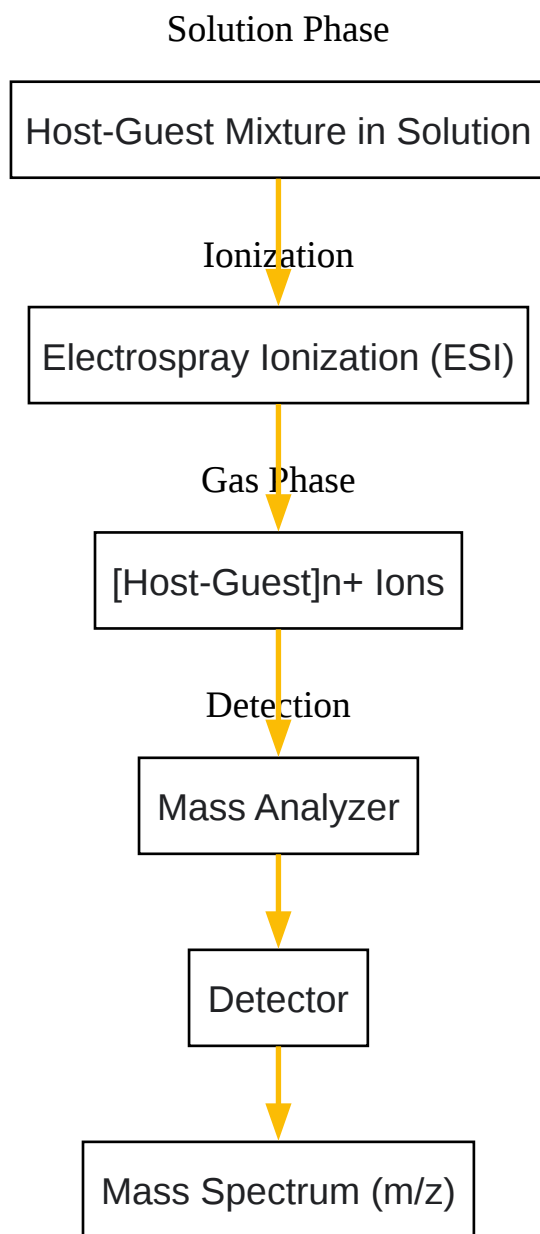 Solution Phase
Host-Guest Mixture in Solution
Ionization
Electrospray Ionization (ESI)
Gas Phase
[Host-Guest]n+ Ions
Detection
Mass Analyzer
Detector
Mass Spectrum (m/z)